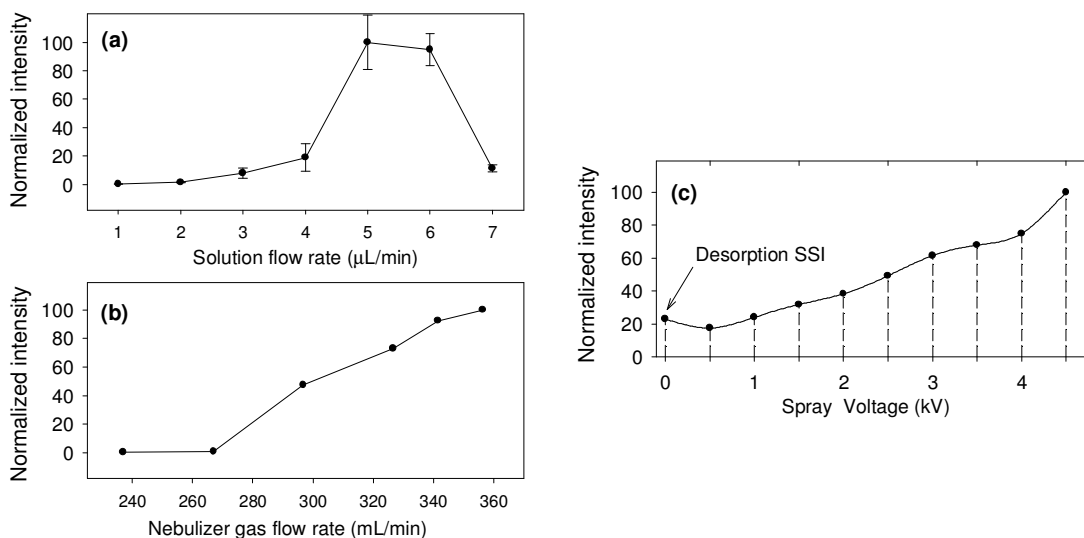 (a)
Normalized intensity
100
80
60
40
20
0
1 2 3 4 5 6 7
Solution flow rate (μL/min)
(b)
Normalized intensity
100
80
60
40
20
0
240 260 280 300 320 340 360
Nebulizer gas flow rate (mL/min)
(c)
Desorption SSI
Normalized intensity
100
80
60
40
20
0
0 1 2 3 4
Spray Voltage (kV)